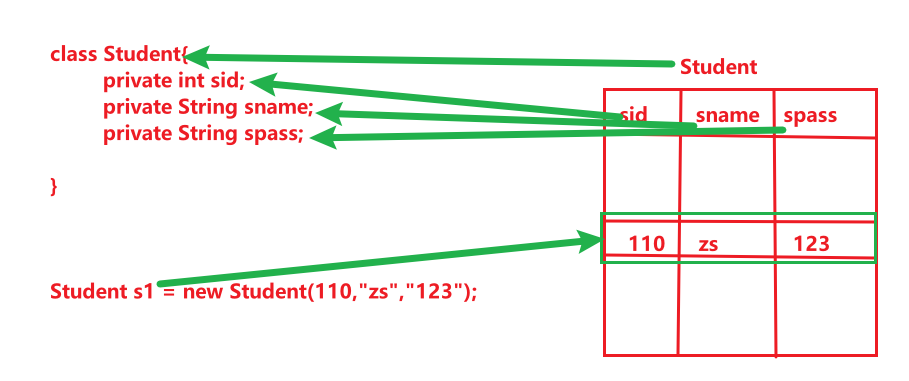 class Student{
private int sid;
private String sname;
private String spass;
}
Student s1 = new Student(110,"zs","123");
Student
sid sname spass
110 zs 123